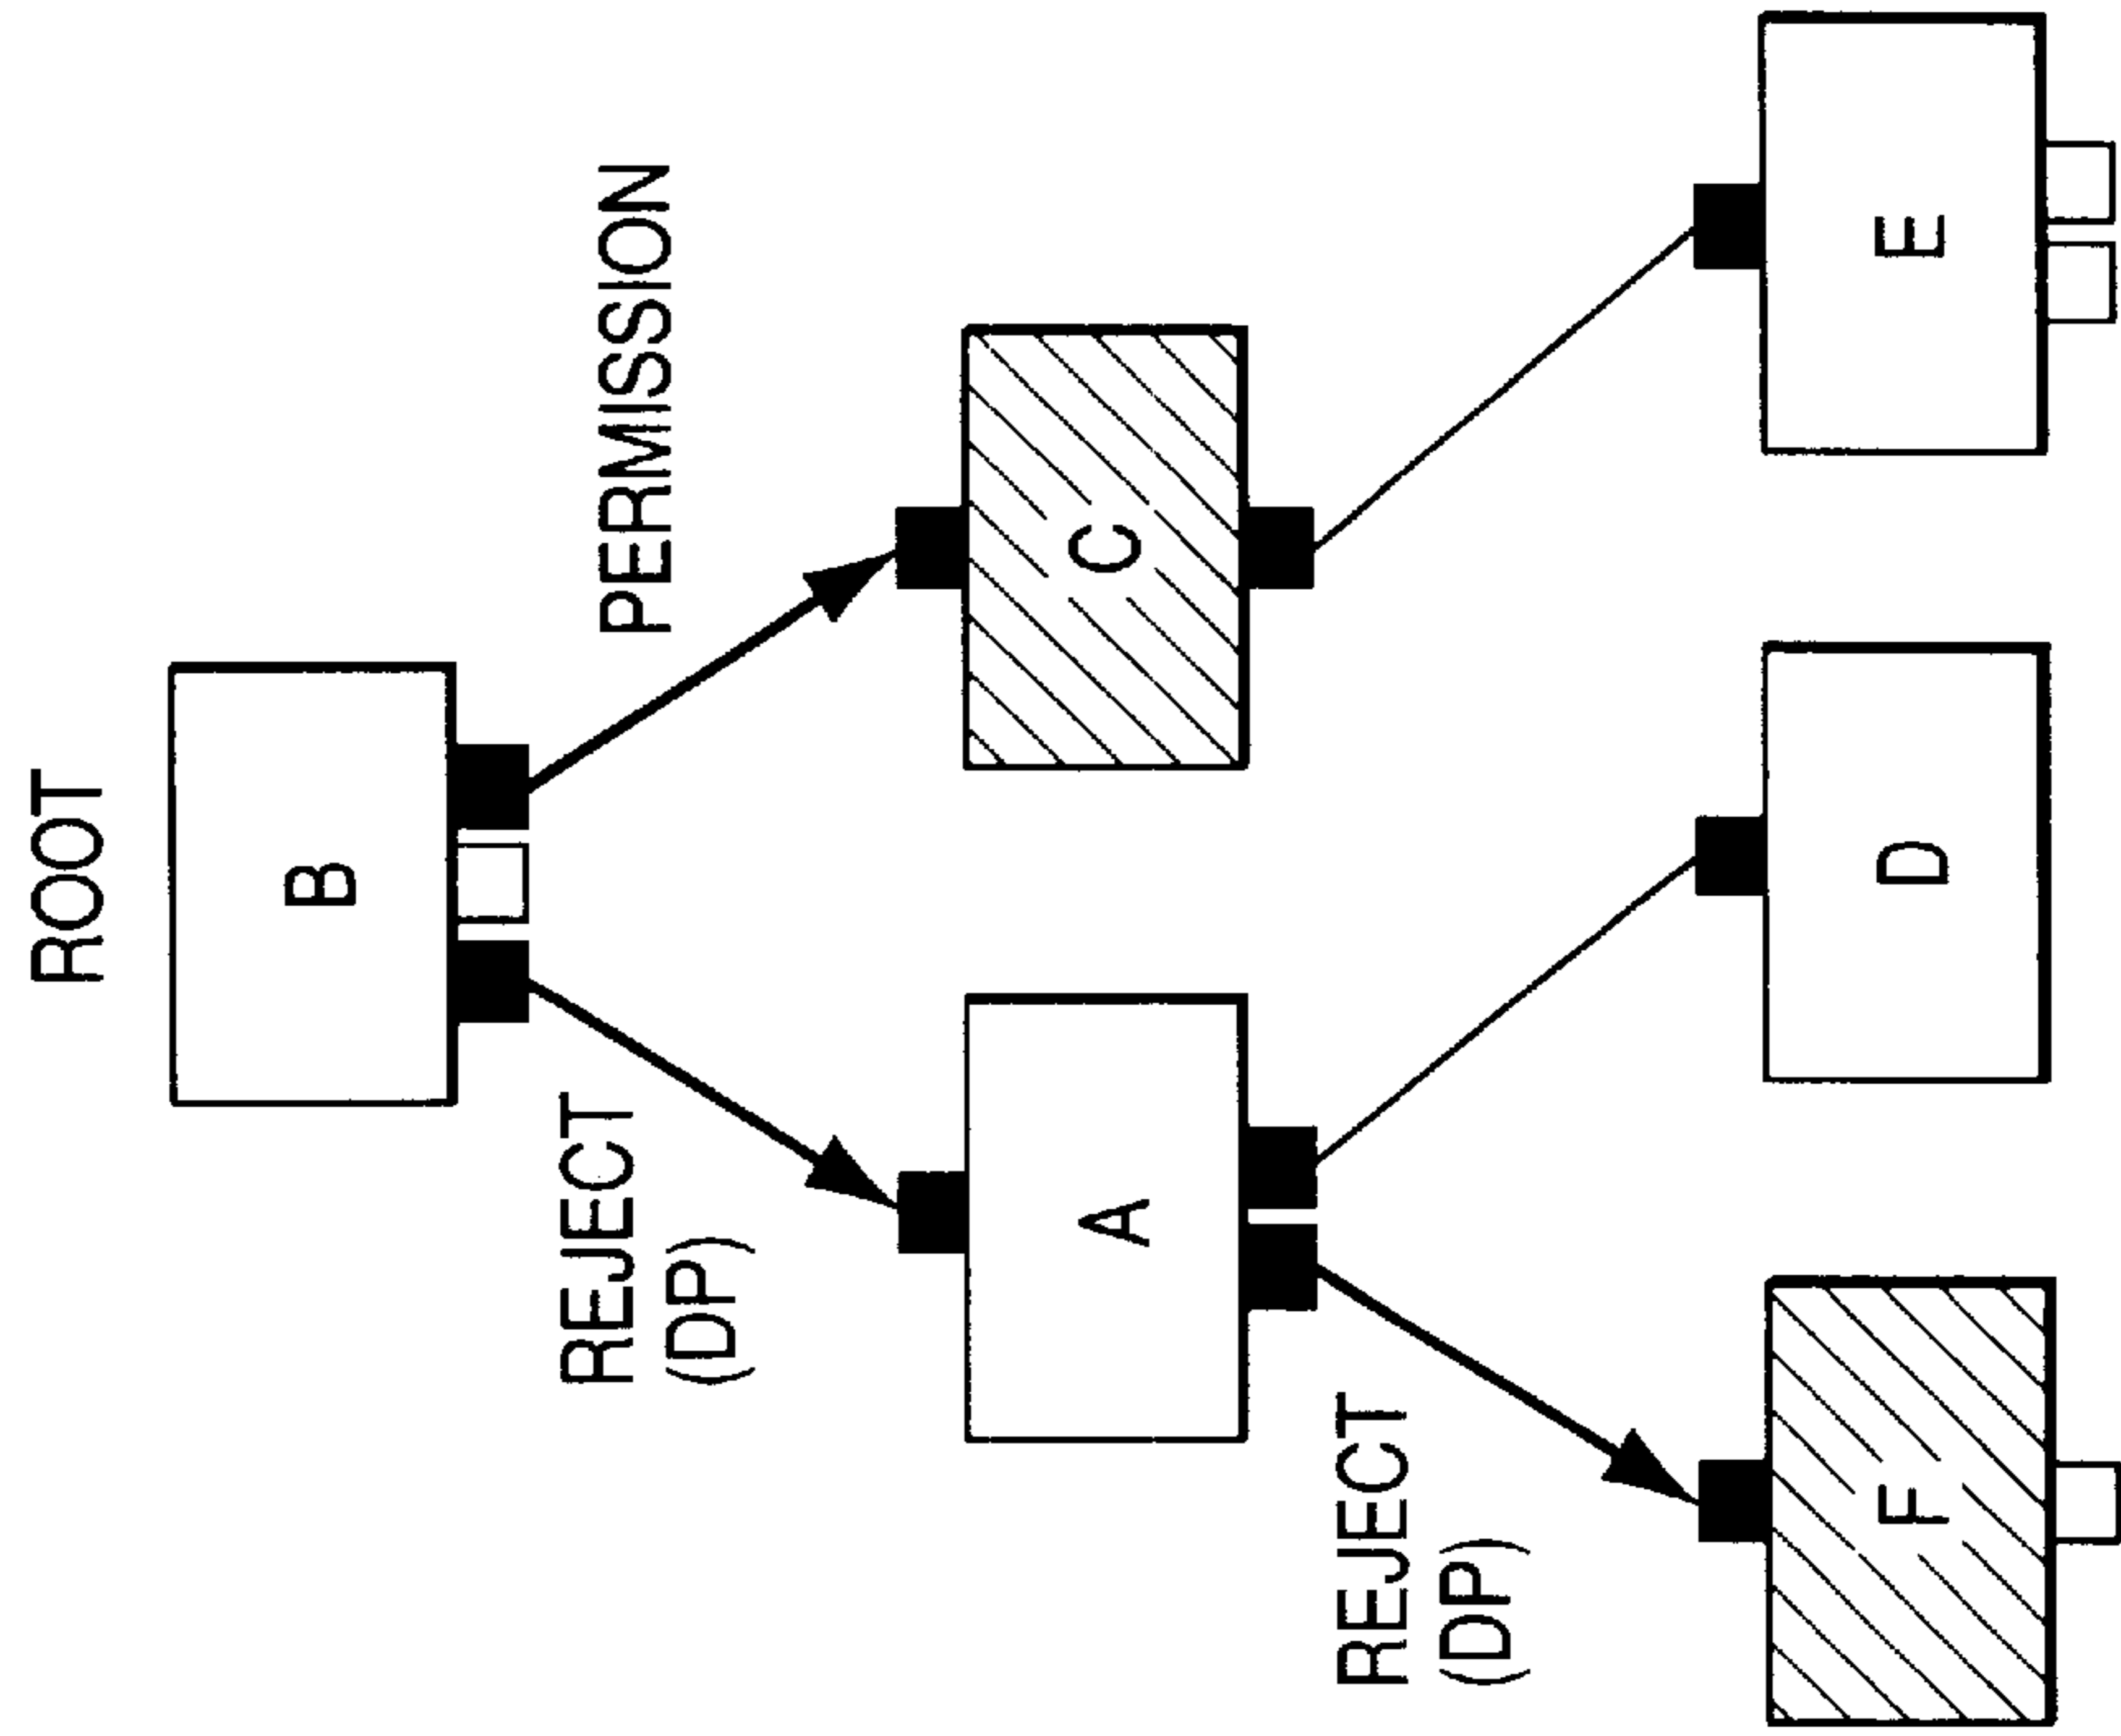 ROOT
B
REJECT
(DP)
PERMISSION
A
C
REJECT
(DP)
F
D
E